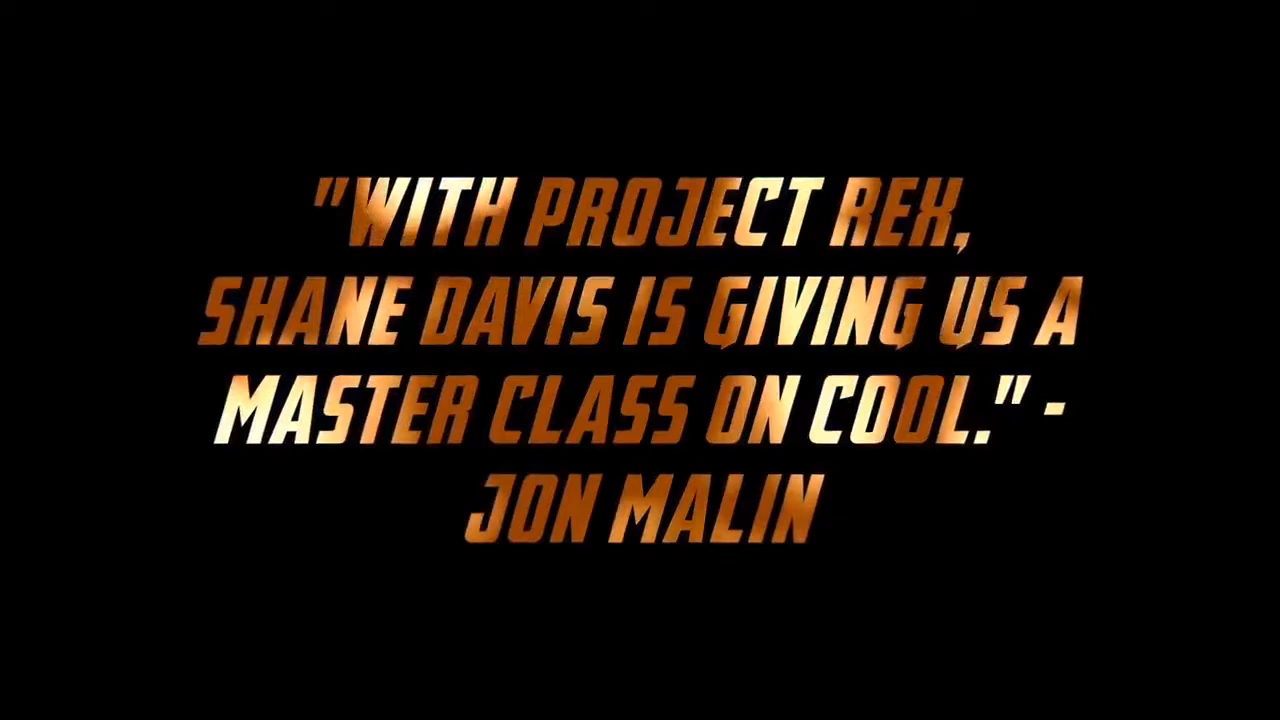 "WITH PROJECT REX,
SHANE DAVIS IS GIVING US A
MASTER CLASS ON COOL." -
JON MALIN